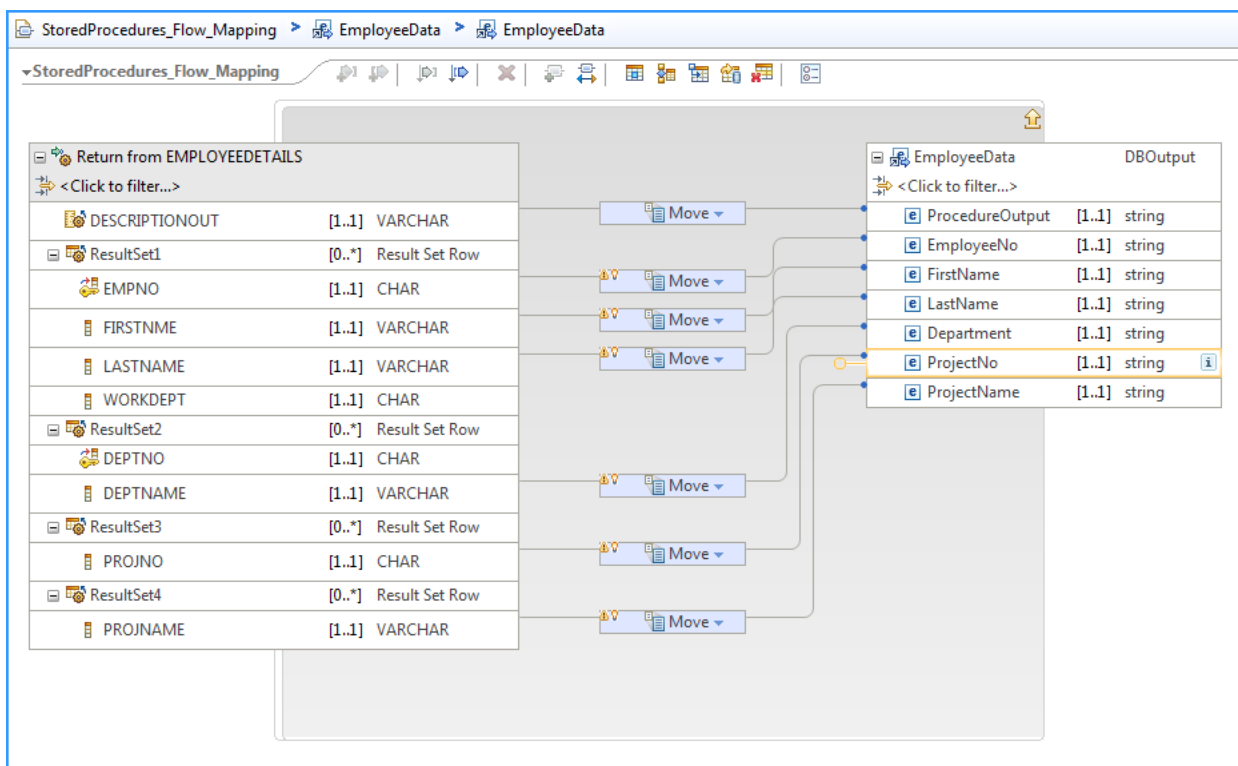 StoredProcedures_Flow_Mapping > EmployeeData > EmployeeData
StoredProcedures_Flow_Mapping
Return from EMPLOYEEDETAILS
<Click to filter...>
DESCRIPTIONOUT [1..1] VARCHAR
ResultSet1 [0..*] Result Set Row
EMPNO [1..1] CHAR
FIRSTNME [1..1] VARCHAR
LASTNAME [1..1] VARCHAR
WORKDEPT [1..1] CHAR
ResultSet2 [0..*] Result Set Row
DEPTNO [1..1] CHAR
DEPTNAME [1..1] VARCHAR
ResultSet3 [0..*] Result Set Row
PROJNO [1..1] CHAR
ResultSet4 [0..*] Result Set Row
PROJNAME [1..1] VARCHAR
Move
Move
Move
Move
Move
Move
Move
EmployeeData DBOutput
<Click to filter...>
ProcedureOutput [1..1] string
EmployeeNo [1..1] string
FirstName [1..1] string
LastName [1..1] string
Department [1..1] string
ProjectNo [1..1] string
ProjectName [1..1] string